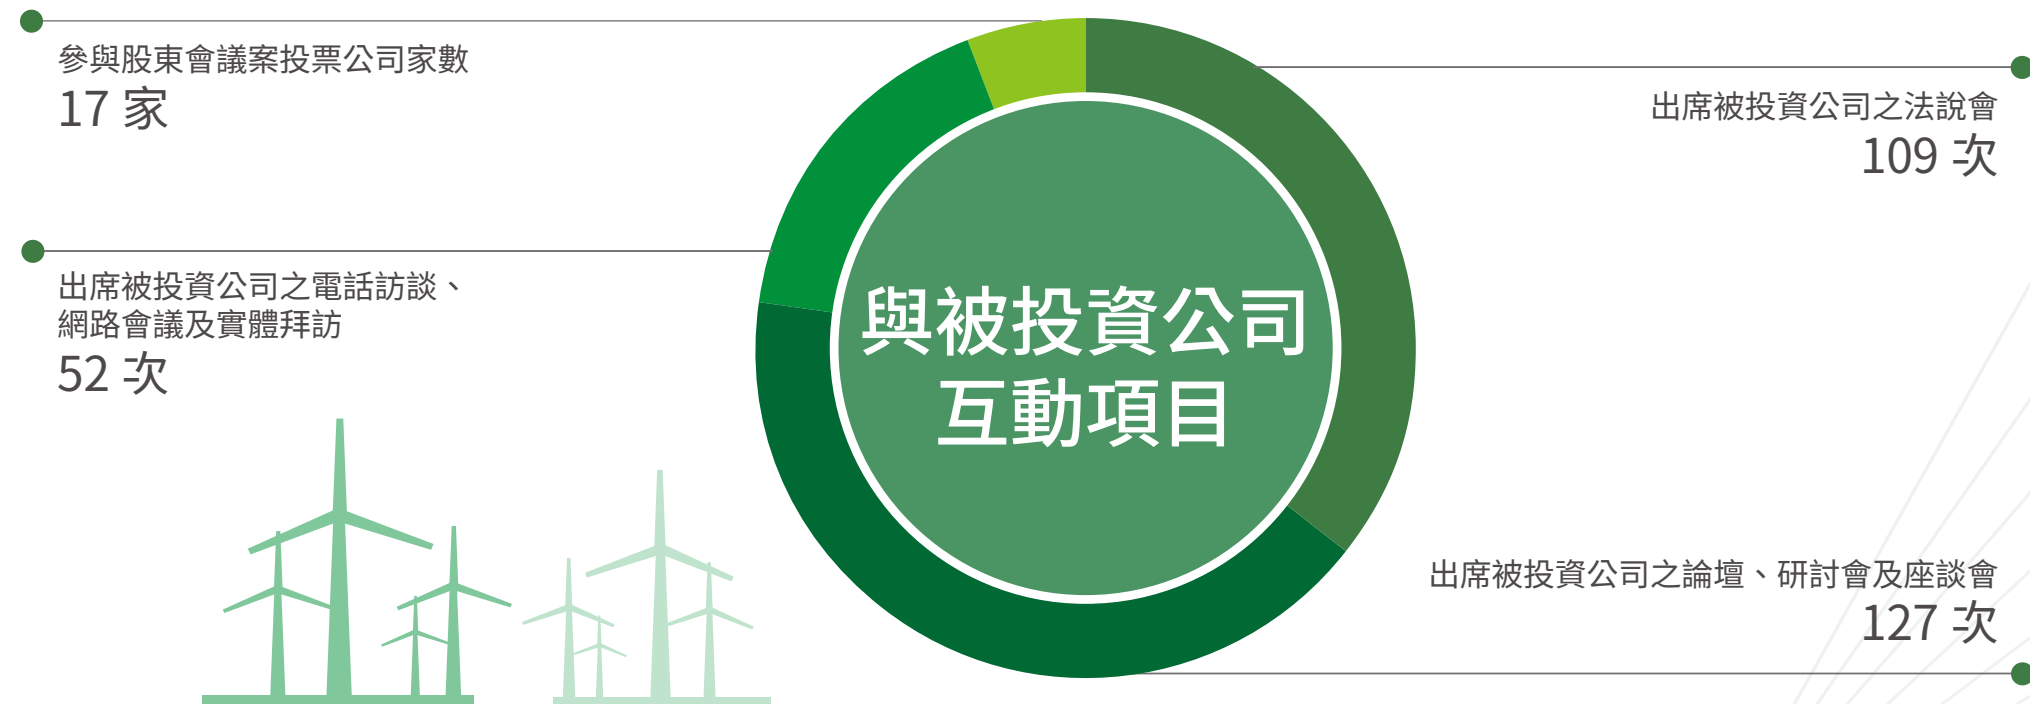 參與股東會議案投票公司家數
17 家
出席被投資公司之電話訪談、
網路會議及實體拜訪
52 次
與被投資公司
互動項目
出席被投資公司之法說會
109 次
出席被投資公司之論壇、研討會及座談會
127 次